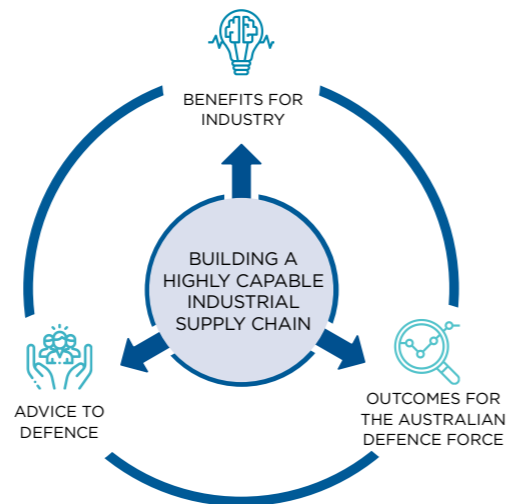 BENEFITS FOR
INDUSTRY
BUILDING A
HIGHLY CAPABLE
INDUSTRIAL
SUPPLY CHAIN
ADVICE TO
DEFENCE
OUTCOMES FOR
THE AUSTRALIAN
DEFENCE FORCE